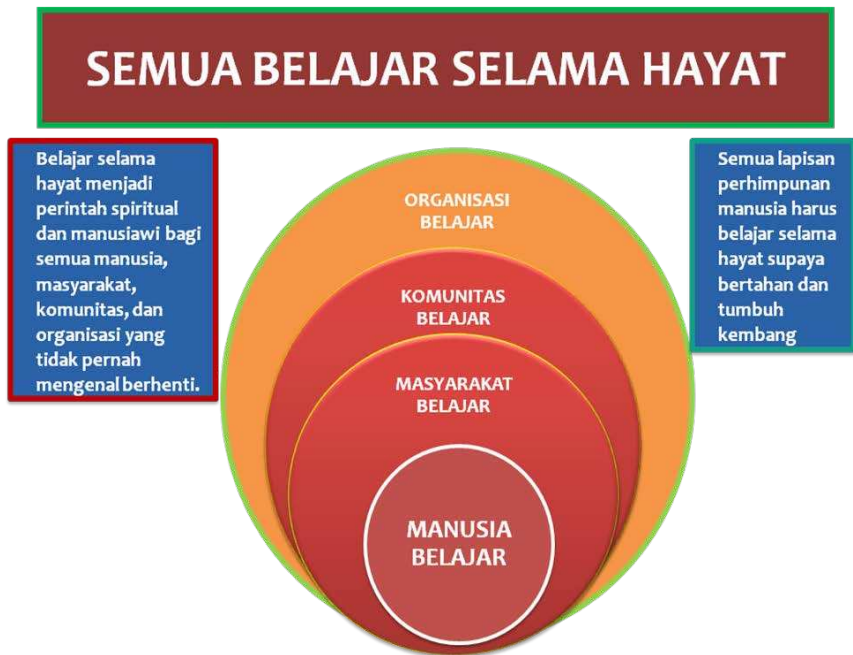 SEMUA BELAJAR SELAMA HAYAT
Belajar selama
hayat menjadi
perintah spiritual
dan manusiawi bagi
semua manusia,
masyarakat,
komunitas, dan
organisasi yang
tidak pernah
mengenal berhenti.
ORGANISASI
BELAJAR
KOMUNITAS
BELAJAR
MASYARAKAT
BELAJAR
MANUSIA
BELAJAR
Semua lapisan
perhimpunan
manusia harus
belajar selama
hayat supaya
bertahan dan
tumbuh
kembang